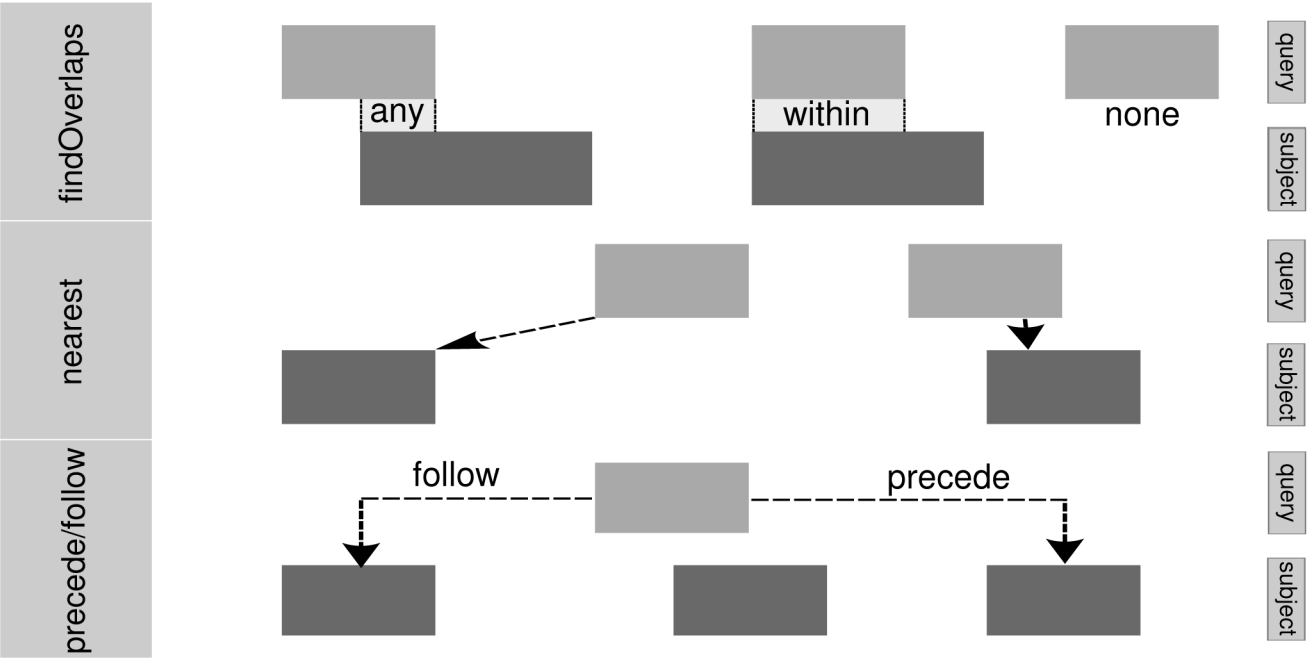 findOverlaps
any
within
none
query
subject
nearest
query
subject
precede/follow
follow
precede
query
subject